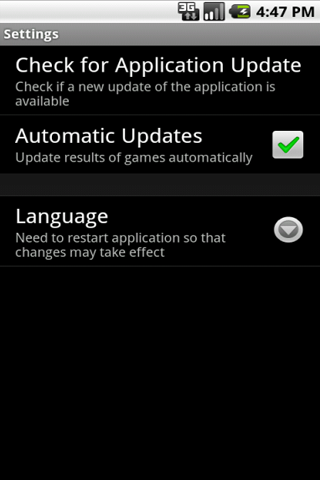 3G 4:47 PM
Settings
Check for Application Update
Check if a new update of the application is
available
Automatic Updates
Update results of games automatically
Language
Need to restart application so that
changes may take effect